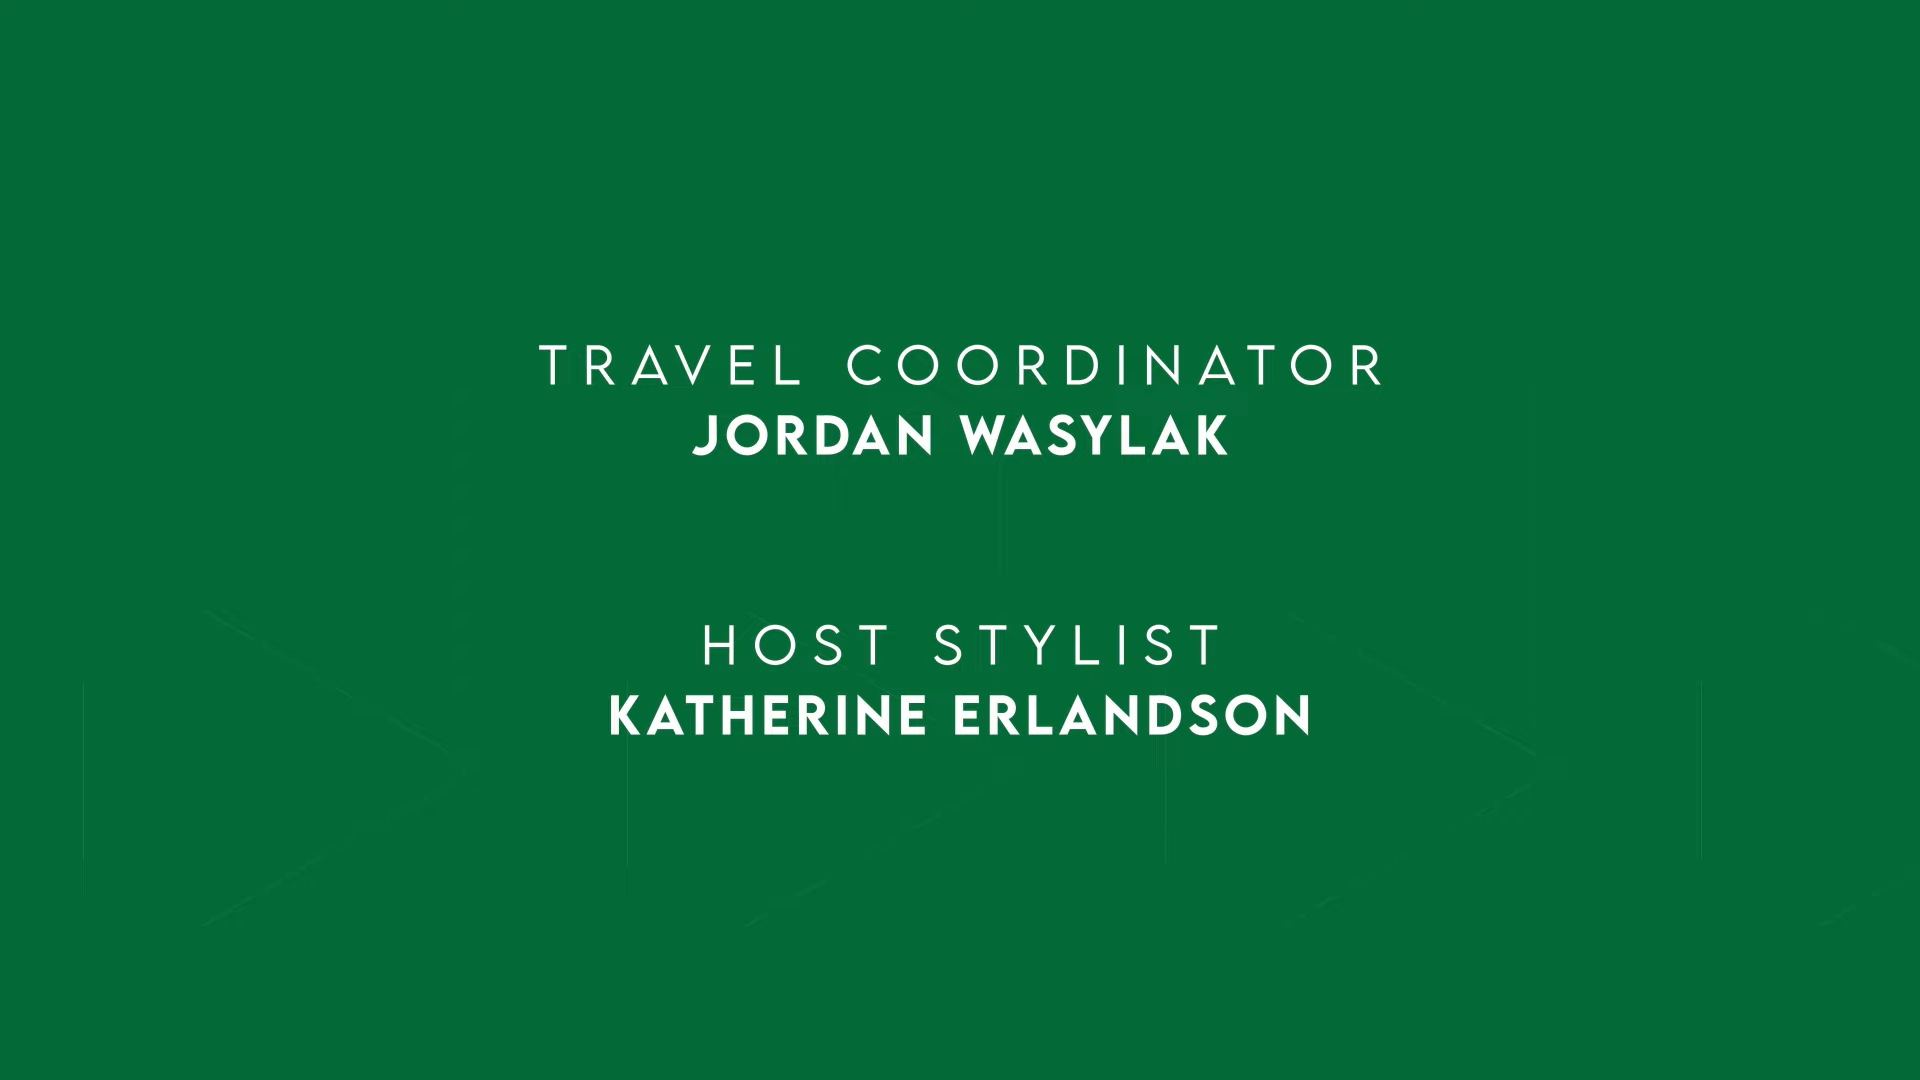 TRAVEL COORDINATOR
JORDAN WASYLAK
HOST STYLIST
KATHERINE ERLANDSON